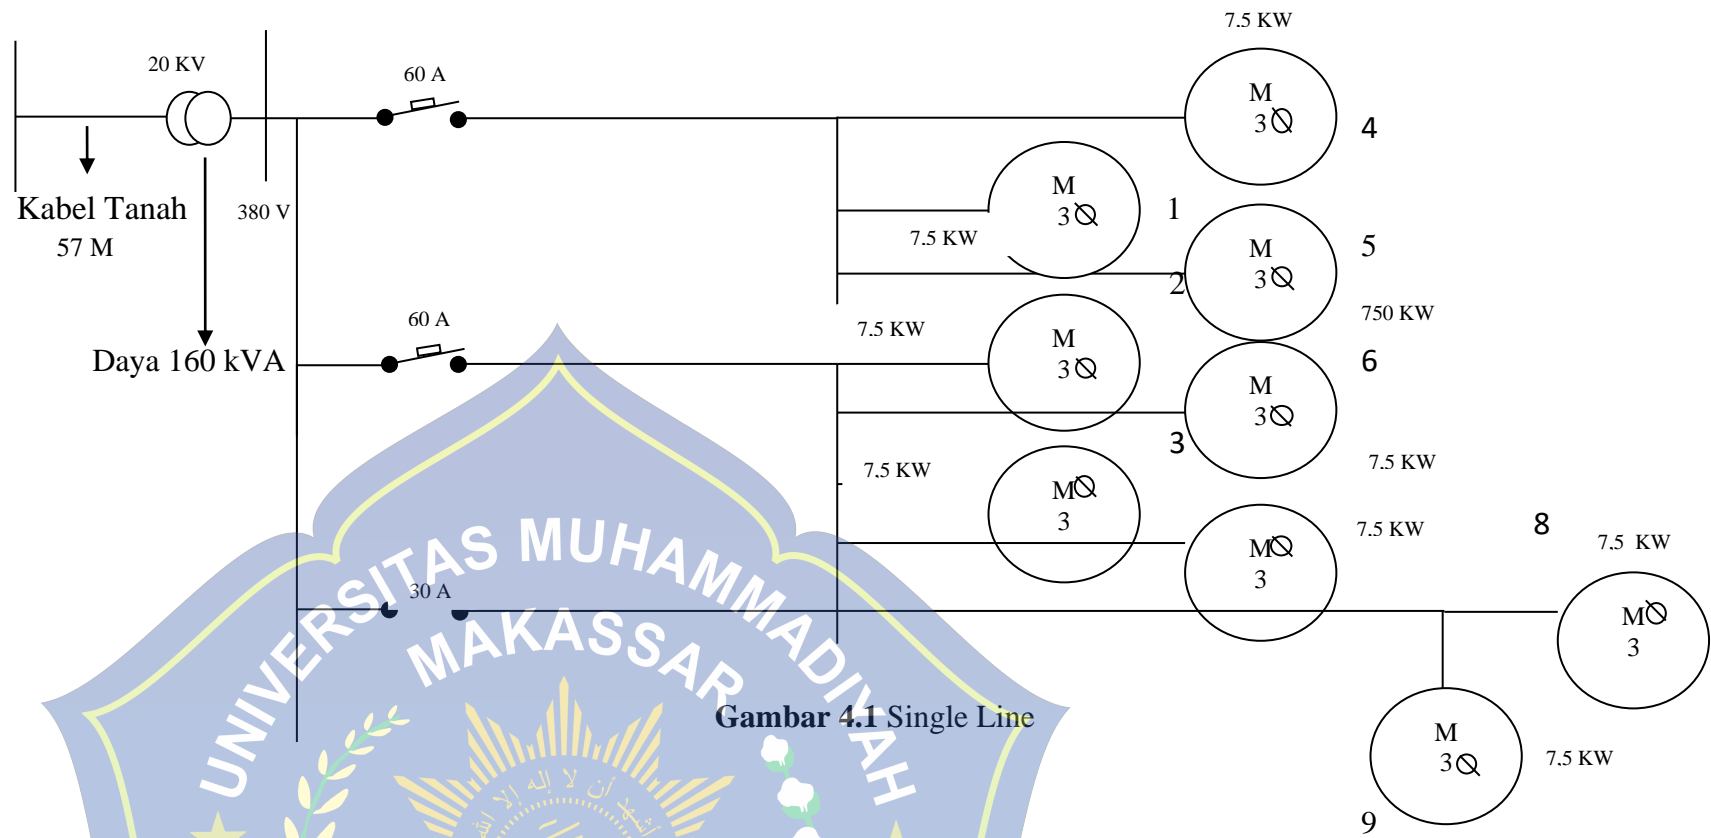 7.5 KW
20 KV
60 A
M
3
4
M
3
1
Kabel Tanah
57 M
380 V
7.5 KW
M
3
5
2
750 KW
60 A
7.5 KW
M
3
Daya 160 kVA
M
3
6
3
7.5 KW
7.5 KW
M
3
M
3
7.5 KW
8
7.5 KW
M
3
30 A
UNIVERSITAS MUHAMMADIYAH
MAKASSAR
Gambar 4.1 Single Line
M
3
7.5 KW
9